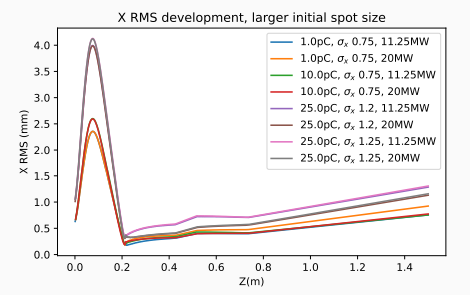 X RMS development, larger initial spot size
X RMS (mm)
4.0
3.5
3.0
2.5
2.0
1.5
1.0
0.5
0.0
1.0pC, σx 0.75, 11.25MW
1.0pC, σx 0.75, 20MW
10.0pC, σx 0.75, 11.25MW
10.0pC, σx 0.75, 20MW
25.0pC, σx 1.2, 11.25MW
25.0pC, σx 1.2, 20MW
25.0pC, σx 1.25, 11.25MW
25.0pC, σx 1.25, 20MW
0.0 0.2 0.4 0.6 0.8 1.0 1.2 1.4
Z(m)